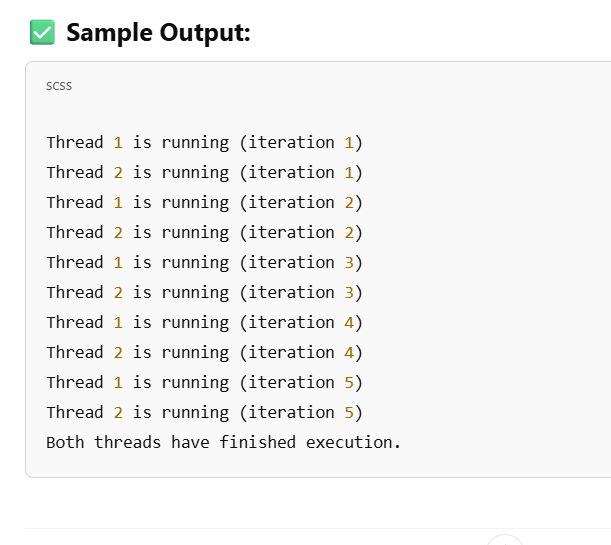 ✅ Sample Output:
scss
Thread 1 is running (iteration 1)
Thread 2 is running (iteration 1)
Thread 1 is running (iteration 2)
Thread 2 is running (iteration 2)
Thread 1 is running (iteration 3)
Thread 2 is running (iteration 3)
Thread 1 is running (iteration 4)
Thread 2 is running (iteration 4)
Thread 1 is running (iteration 5)
Thread 2 is running (iteration 5)
Both threads have finished execution.